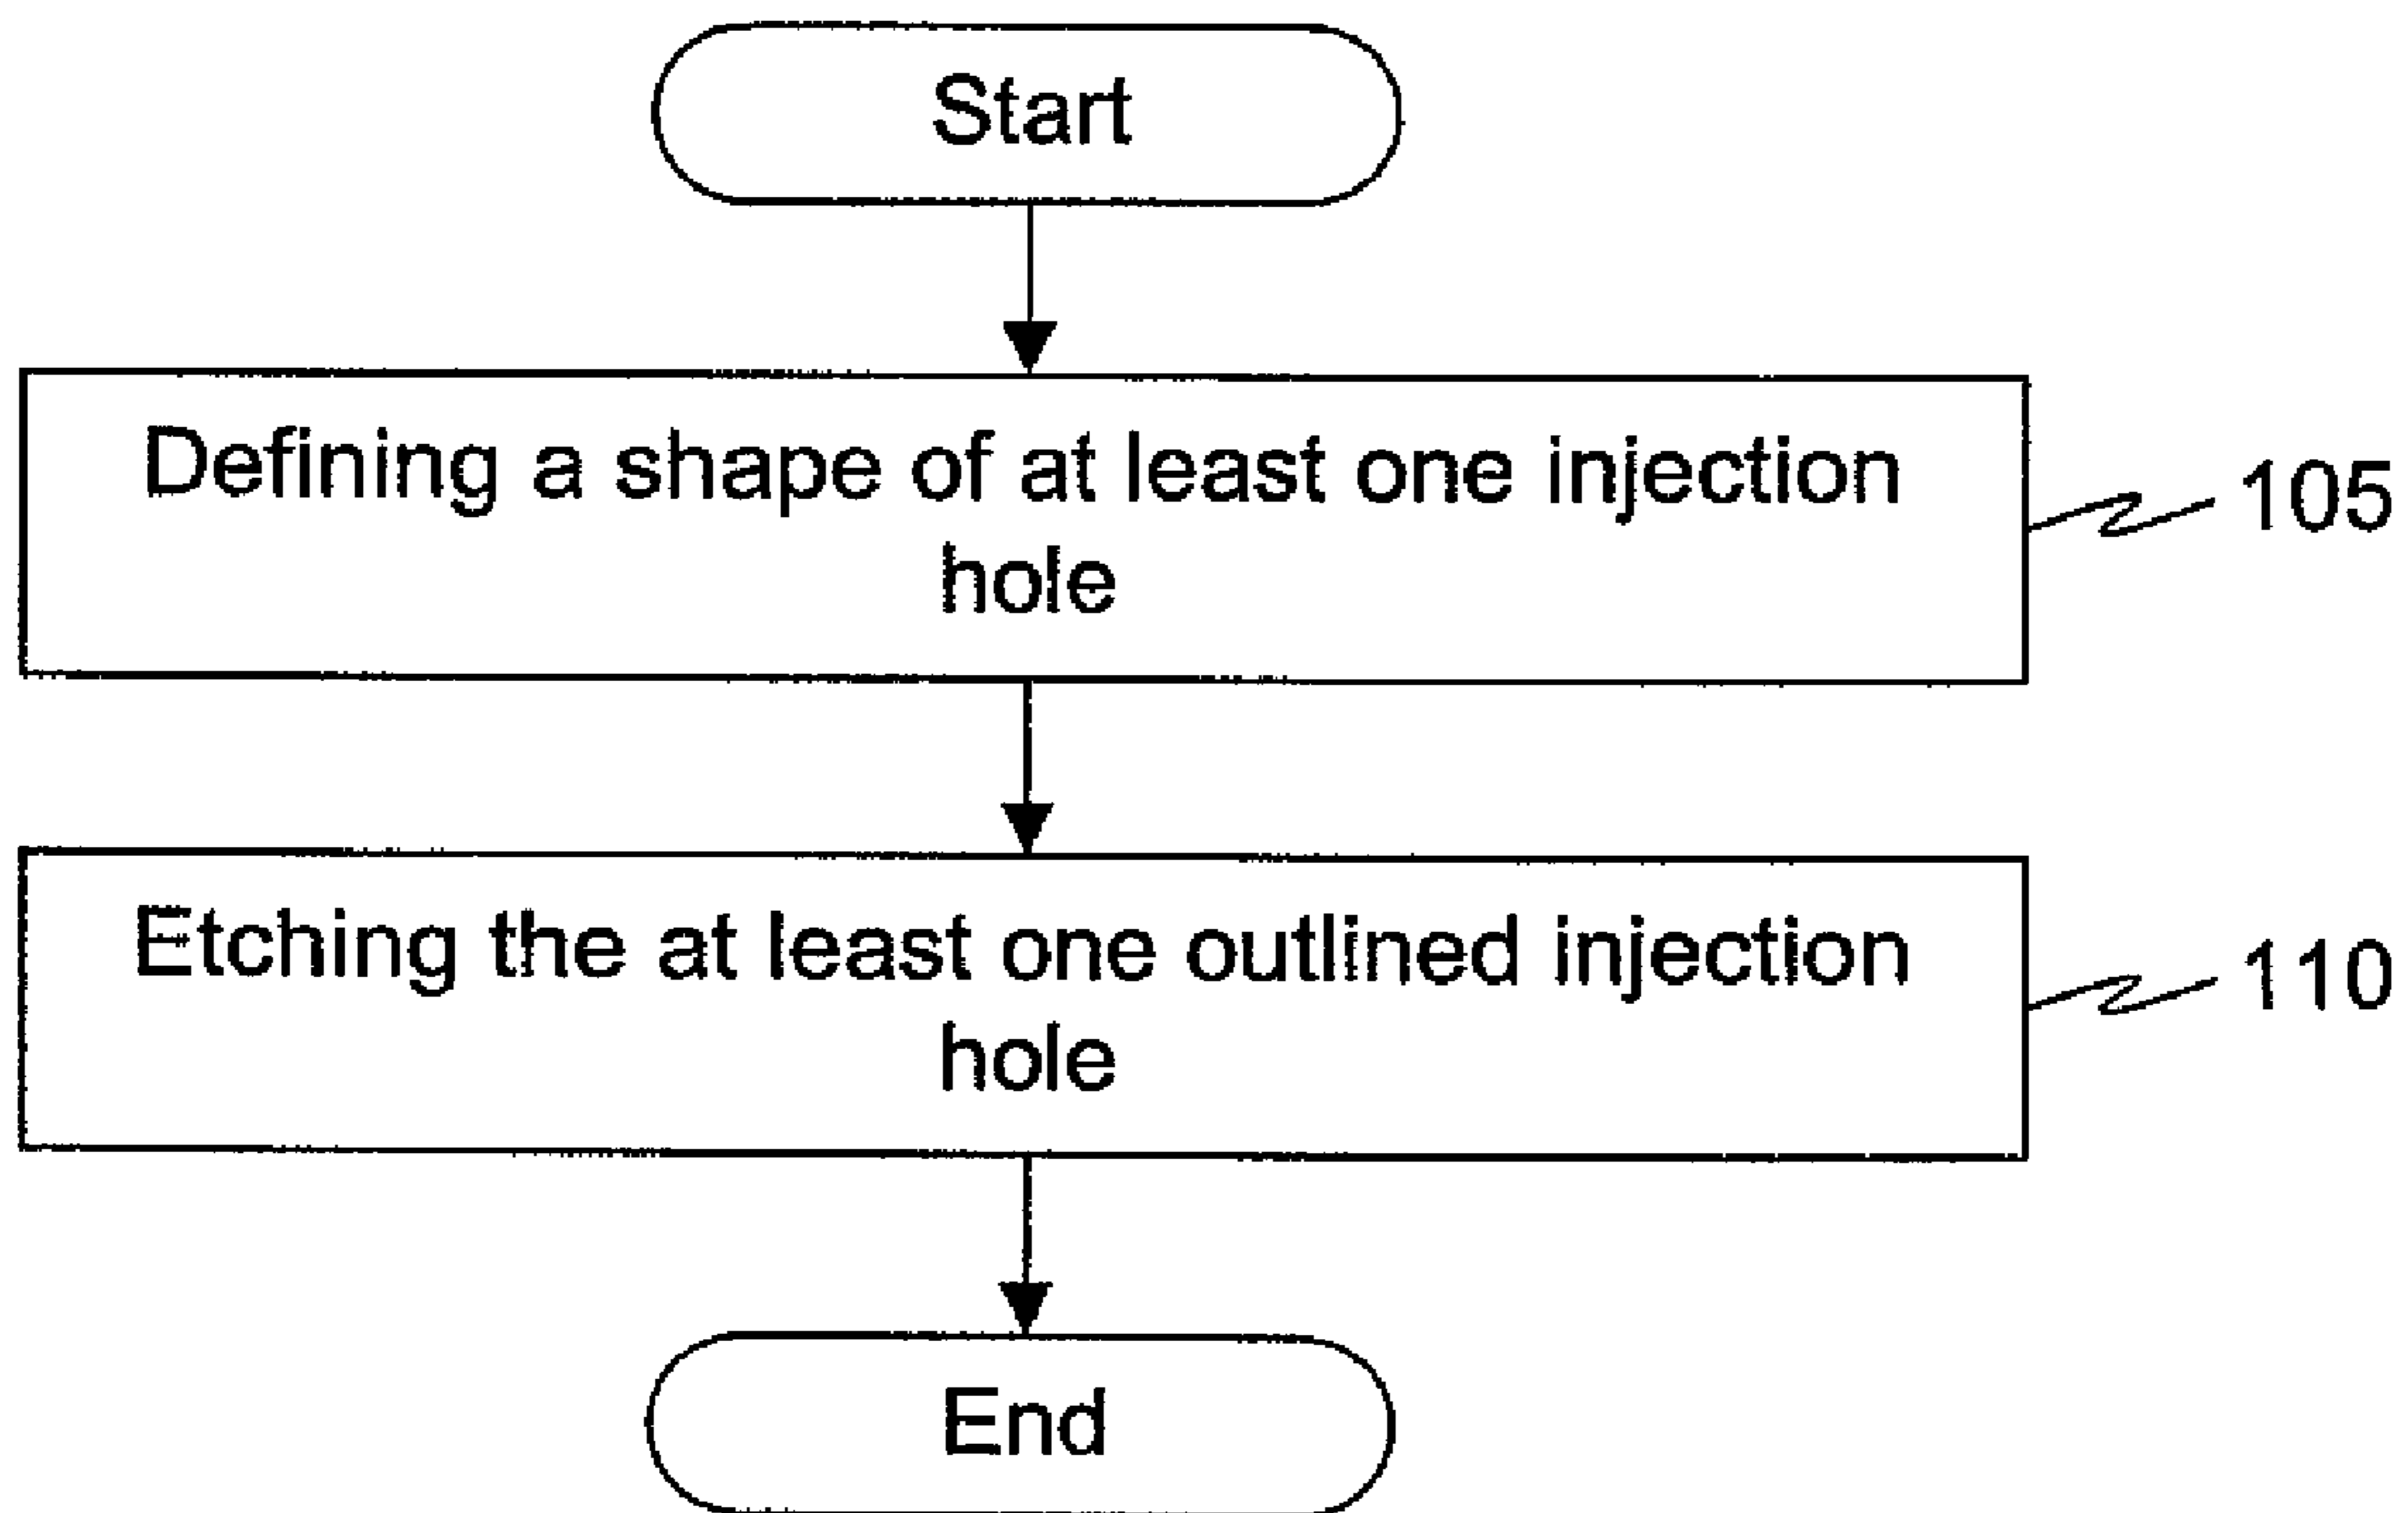 Start
Defining a shape of at least one injection
hole
105
Etching the at least one outlined injection
hole
110
End